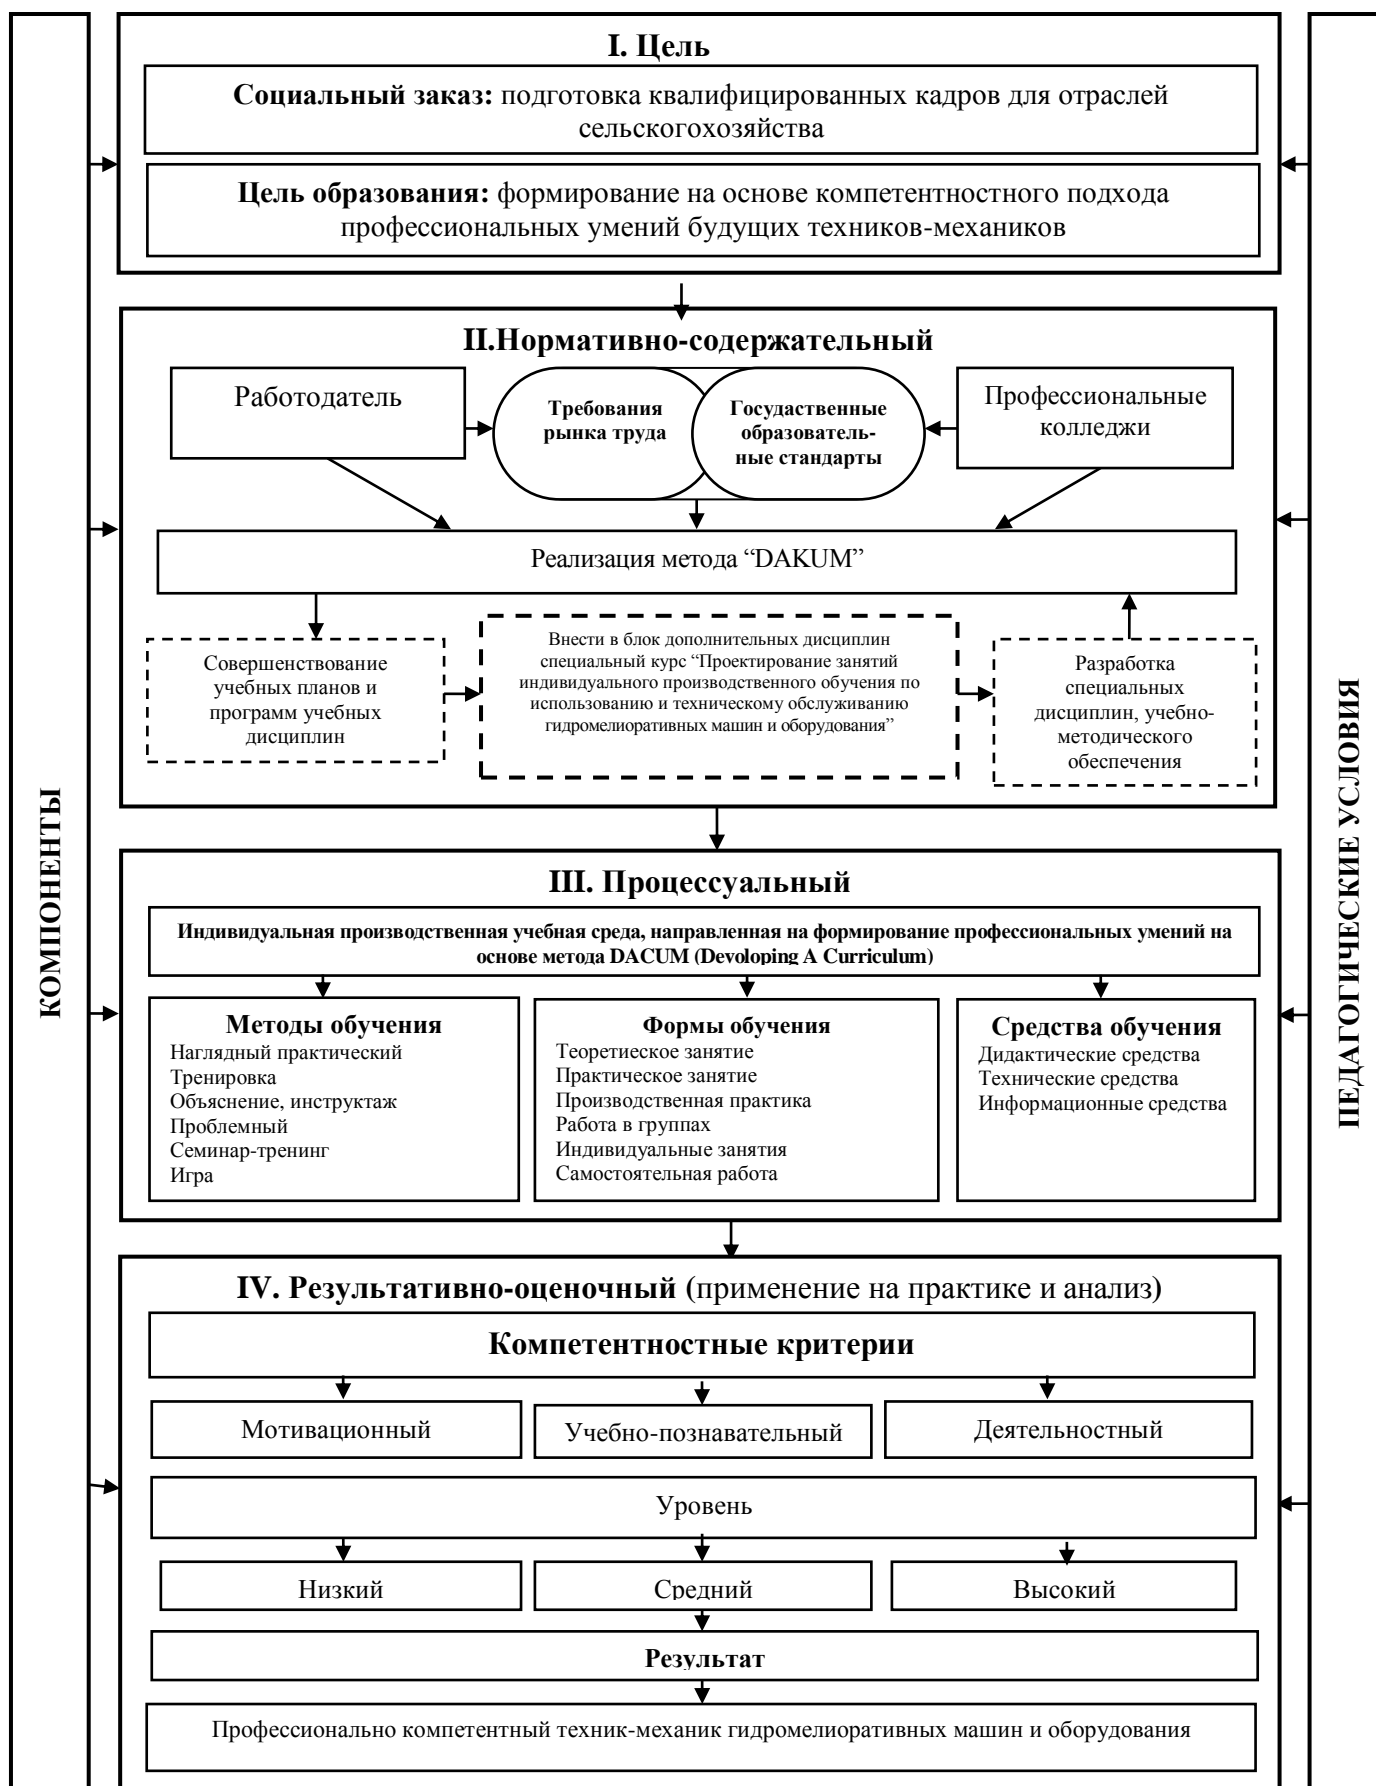 I. Цель
Социальный заказ: подготовка квалифицированных кадров для отраслей
сельскогохозяйства
Цель образования: формирование на основе компетентностного подхода
профессиональных умений будущих техников-механиков
II.Нормативно-содержательный
Работодатель
Требования
рынка труда
Госудаственные
образователь-
ные стандарты
Профессиональные
колледжи
Реализация метода “DAKUM”
Совершенствование
учебных планов и
программ учебных
дисциплин
Внести в блок дополнительных дисциплин
специальный курс “Проектирование занятий
индивидуального производственного обучения по
использованию и техническому обслуживанию
гидромелиоративных машин и оборудования”
Разработка
специальных
дисциплин, учебно-
методического
обеспечения
КОМПОНЕНТЫ
ПЕДАГОГИЧЕСКИЕ УСЛОВИЯ
III. Процессуальный
Индивидуальная производственная учебная среда, направленная на формирование профессиональных умений на
основе метода DACUM (Devoloping A Curriculum)
Методы обучения
Наглядный практический
Тренировка
Объяснение, инструктаж
Проблемный
Семинар-тренинг
Игра
Формы обучения
Теоретиеское занятие
Практическое занятие
Производственная практика
Работа в группах
Индивидуальные занятия
Самостоятельная работа
Средства обучения
Дидактические средства
Технические средства
Информационные средства
IV. Результативно-оценочный (применение на практике и анализ)
Компетентностные критерии
Мотивационный
Учебно-познавательный
Деятельностный
Уровень
Низкий
Средний
Высокий
Результат
Профессионально компетентный техник-механик гидромелиоративных машин и оборудования